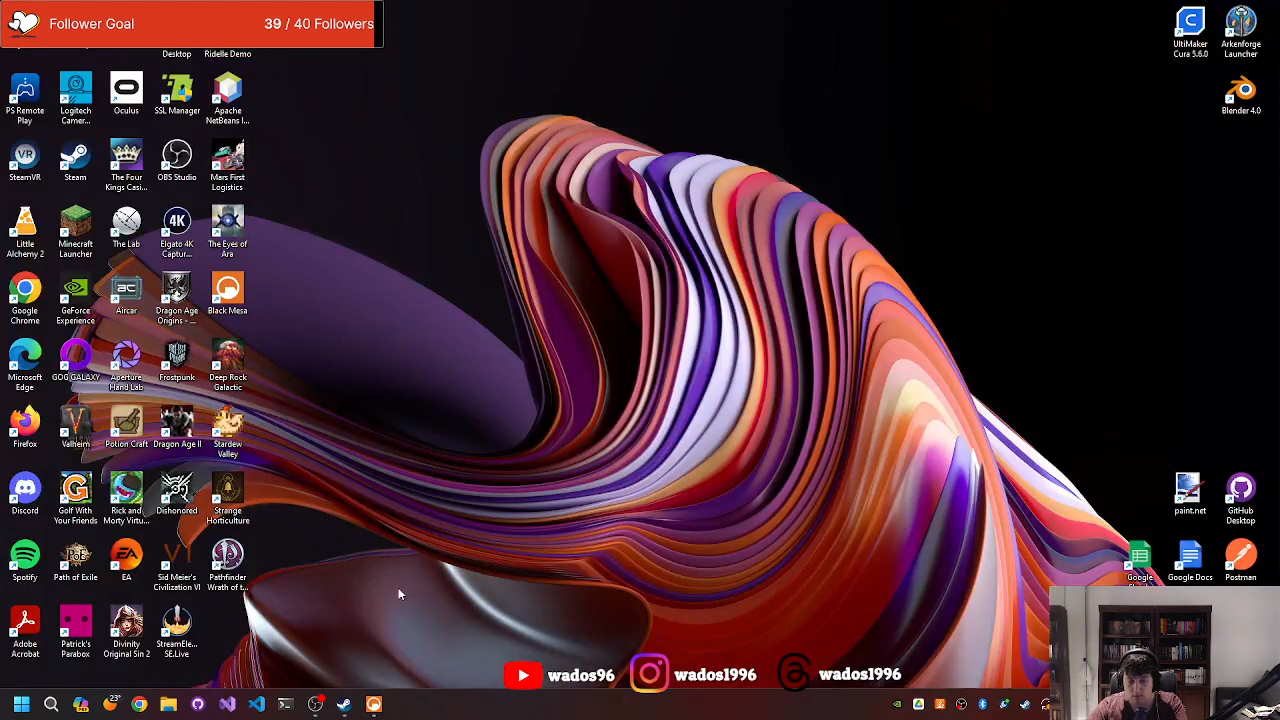 Follower Goal
39 / 40 Followers
Desktop
Ridelle Demo
UltiMaker
Cura 5.6.0
Arkenforge
Launcher
PS Remote
Play
Logitech
Camer...
Oculus
SSL Manager
Apache
NetBeans I...
Blender 4.0
SteamVR
Steam
The Four
Kings Casi...
OBS Studio
Mars First
Logistics
Little
Alchemy 2
Minecraft
Launcher
The Lab
4K
Elgato 4K
Captur...
The Eyes of
Ara
Google
Chrome
GeForce
Experience
Aircar
Dragon Age
Origins - ...
Black Mesa
Microsoft
Edge
GOG GALAXY
Aperture
Hand Lab
Frostpunk
Deep Rock
Galactic
Firefox
Valheim
Potion Craft
Dragon Age II
Stardew
Valley
Discord
Golf With
Your Friends
Rick and
Morty Virtu...
Dishonored
Strange
Horticulture
paint.net
GitHub
Desktop
Spotify
Path of Exile
EA
Sid Meier's
Civilization VI
Pathfinder
Wrath of t...
Google
Google Docs
Postman
Adobe
Acrobat
Patrick's
Parabox
Divinity
Original Sin 2
StreamEle...
SE.Live
wados96
wados1996
wados1996
23°